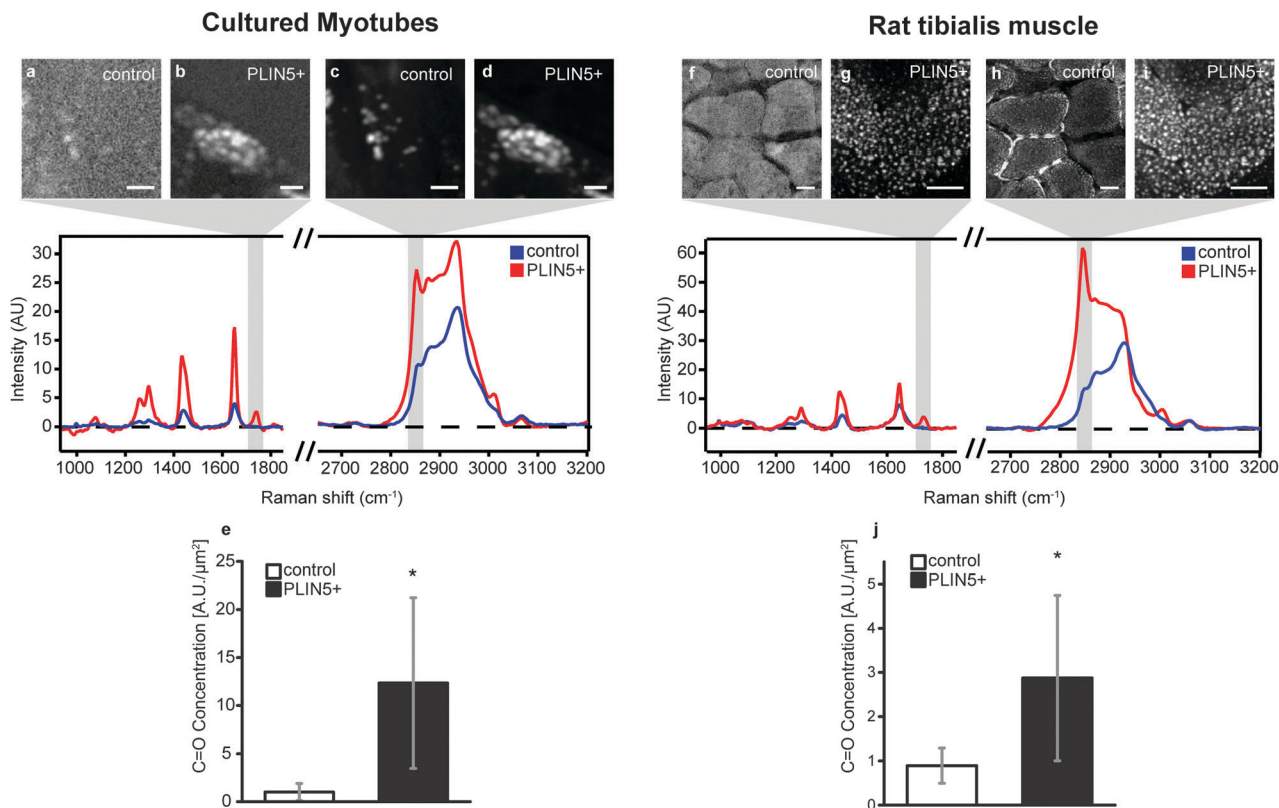 Cultured Myotubes
Rat tibialis muscle
a control
b PLIN5+
c control
d PLIN5+
f control
g PLIN5+
h control
i PLIN5+
Intensity (AU)
30
25
20
15
10
5
0
//
control
PLIN5+
//
1000 1200 1400 1600 1800 2700 2800 2900 3000 3100 3200
Raman shift (cm⁻¹)
Intensity (AU)
60
50
40
30
20
10
0
//
control
PLIN5+
//
1000 1200 1400 1600 1800 2700 2800 2900 3000 3100 3200
Raman shift (cm⁻¹)
e
C=O Concentration [A.U./µm²]
25
20
15
10
5
0
control
PLIN5+
*
j
C=O Concentration [A.U./µm²]
5
4
3
2
1
0
control
PLIN5+
*